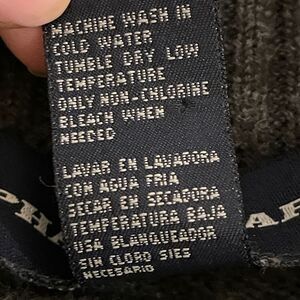 MACHINE WASH IN
COLD WATER
TUMBLE DRY LOW
TEMPERATURE
ONLY NON-CHLORINE
BLEACH WHEN
NEEDED
LAVAR EN LAVADORA
CON AGUA FRIA
SECAR EN SECADORA
TEMPERATURA BAJA
USA BLANQUEADOR
SIN CLORO SIES
NECESARIO